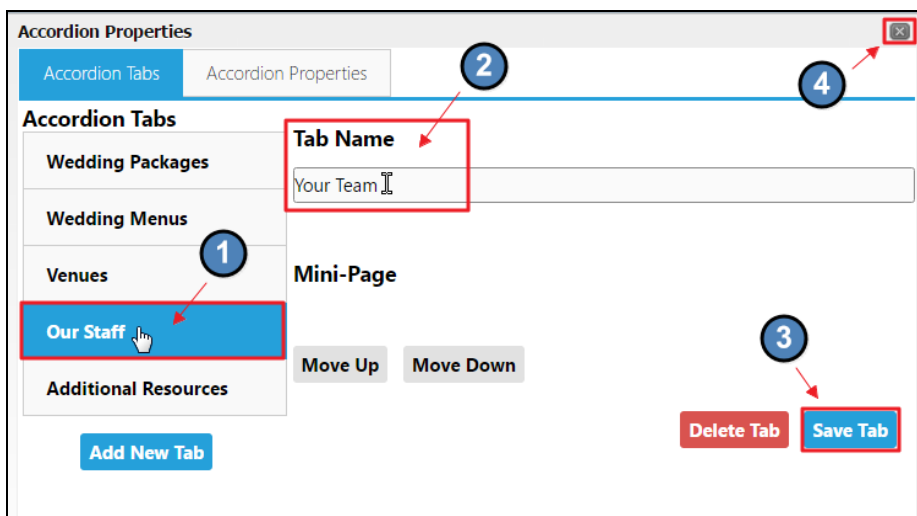 Accordion Properties
4
Accordion Tabs
Accordion Properties
2
Accordion Tabs
Wedding Packages
Wedding Menus
Venues
Our Staff
Additional Resources
Add New Tab
1
Tab Name
Your Team
Mini-Page
Move Up
Move Down
3
Delete Tab
Save Tab